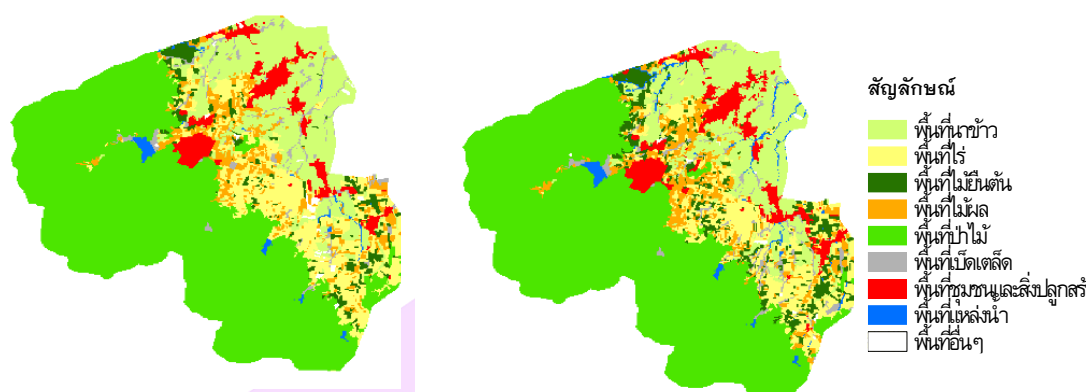 สัญลักษณ์
พื้นที่นาข้าว
พื้นที่ไร่
พื้นที่ไม้ยืนต้น
พื้นที่ไม้ผล
พื้นที่ป่าไม้
พื้นที่เบ็ดเตล็ด
พื้นที่ชุมชนและสิ่งปลูกสร้
พื้นที่แหล่งน้ำ
พื้นที่อื่นๆ